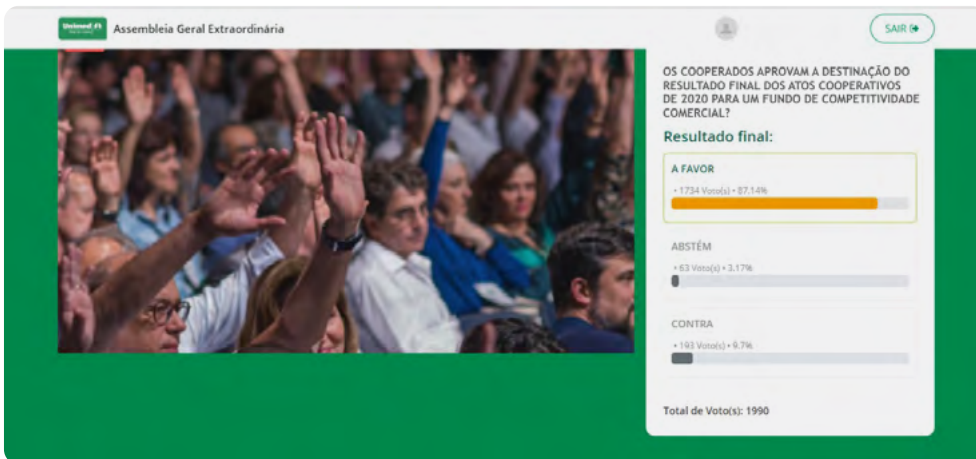 Unimed
Assembleia Geral Extraordinária
SAIR
OS COOPERADOS APROVAM A DESTINAÇÃO DO
RESULTADO FINAL DOS ATOS COOPERATIVOS
DE 2020 PARA UM FUNDO DE COMPETITIVIDADE
COMERCIAL?
Resultado final:
A FAVOR
• 1734 Voto(s) • 87.14%
ABSTÉM
• 63 Voto(s) • 3.17%
CONTRA
• 193 Voto(s) • 9.7%
Total de Voto(s): 1990